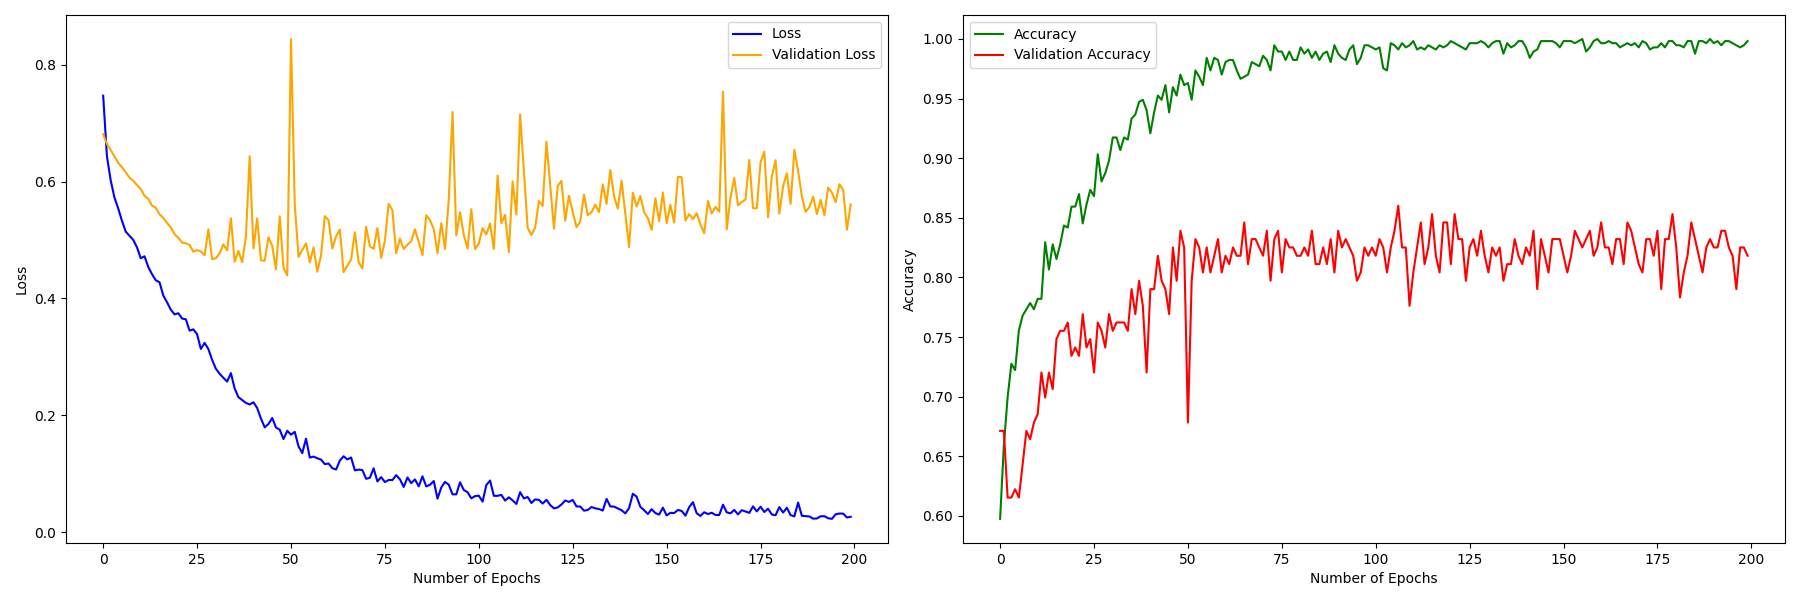 Loss
Validation Loss
0.8
0.6
0.4
0.2
0.0
Loss
0 25 50 75 100 125 150 175 200
Number of Epochs
Accuracy
Validation Accuracy
1.00
0.95
0.90
0.85
0.80
0.75
0.70
0.65
0.60
Accuracy
0 25 50 75 100 125 150 175 200
Number of Epochs